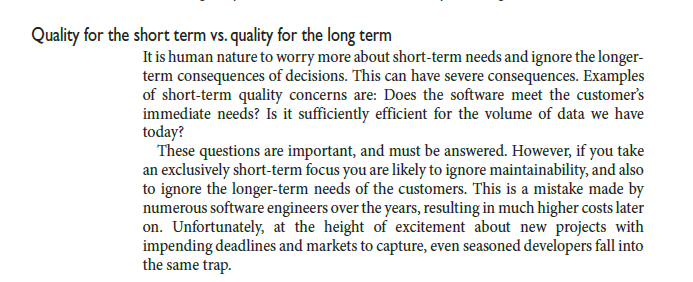 Quality for the short term vs. quality for the long term
It is human nature to worry more about short-term needs and ignore the longer-
term consequences of decisions. This can have severe consequences. Examples
of short-term quality concerns are: Does the software meet the customer's
immediate needs? Is it sufficiently efficient for the volume of data we have
today?
These questions are important, and must be answered. However, if you take
an exclusively short-term focus you are likely to ignore maintainability, and also
to ignore the longer-term needs of the customers. This is a mistake made by
numerous software engineers over the years, resulting in much higher costs later
on. Unfortunately, at the height of excitement about new projects with
impending deadlines and markets to capture, even seasoned developers fall into
the same trap.